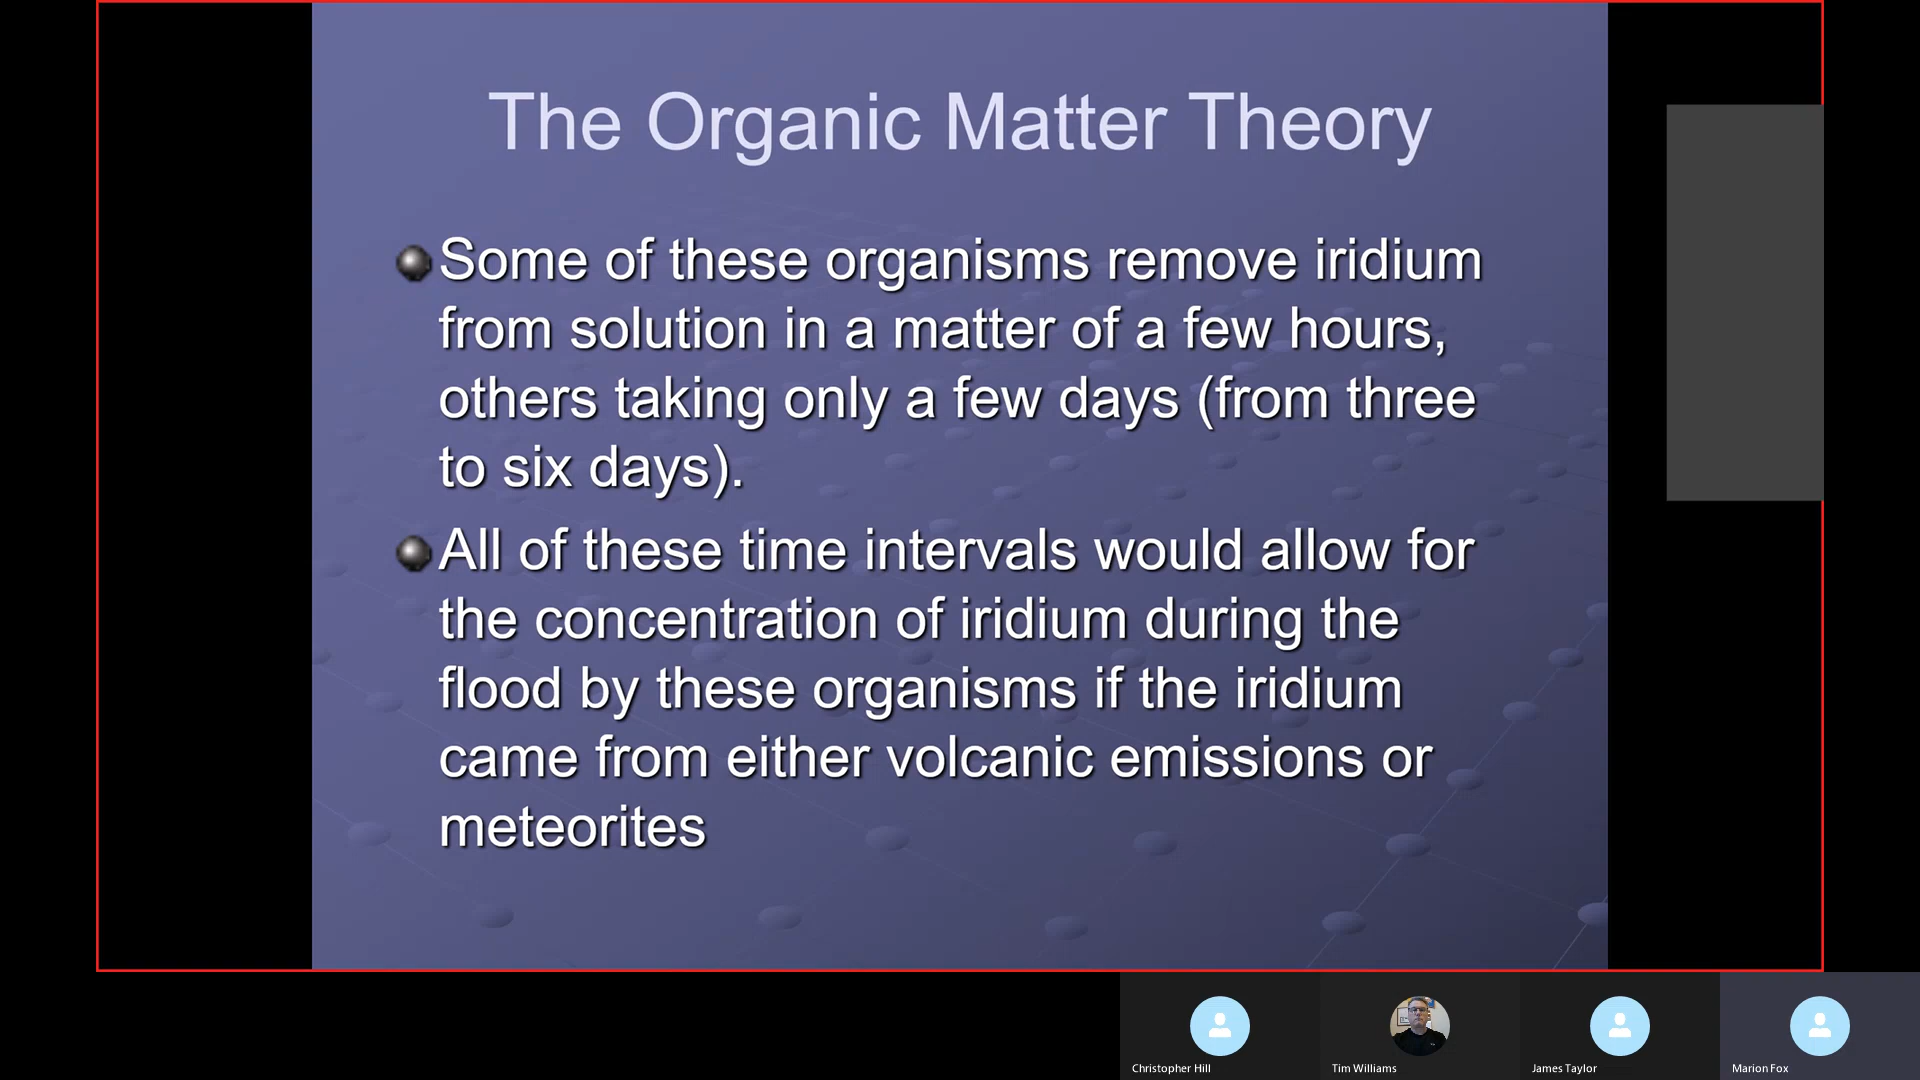 The Organic Matter Theory
Some of these organisms remove iridium
from solution in a matter of a few hours,
others taking only a few days (from three
to six days).
All of these time intervals would allow for
the concentration of iridium during the
flood by these organisms if the iridium
came from either volcanic emissions or
meteorites
Christopher Hill
Tim Williams
James Taylor
Marion Fox